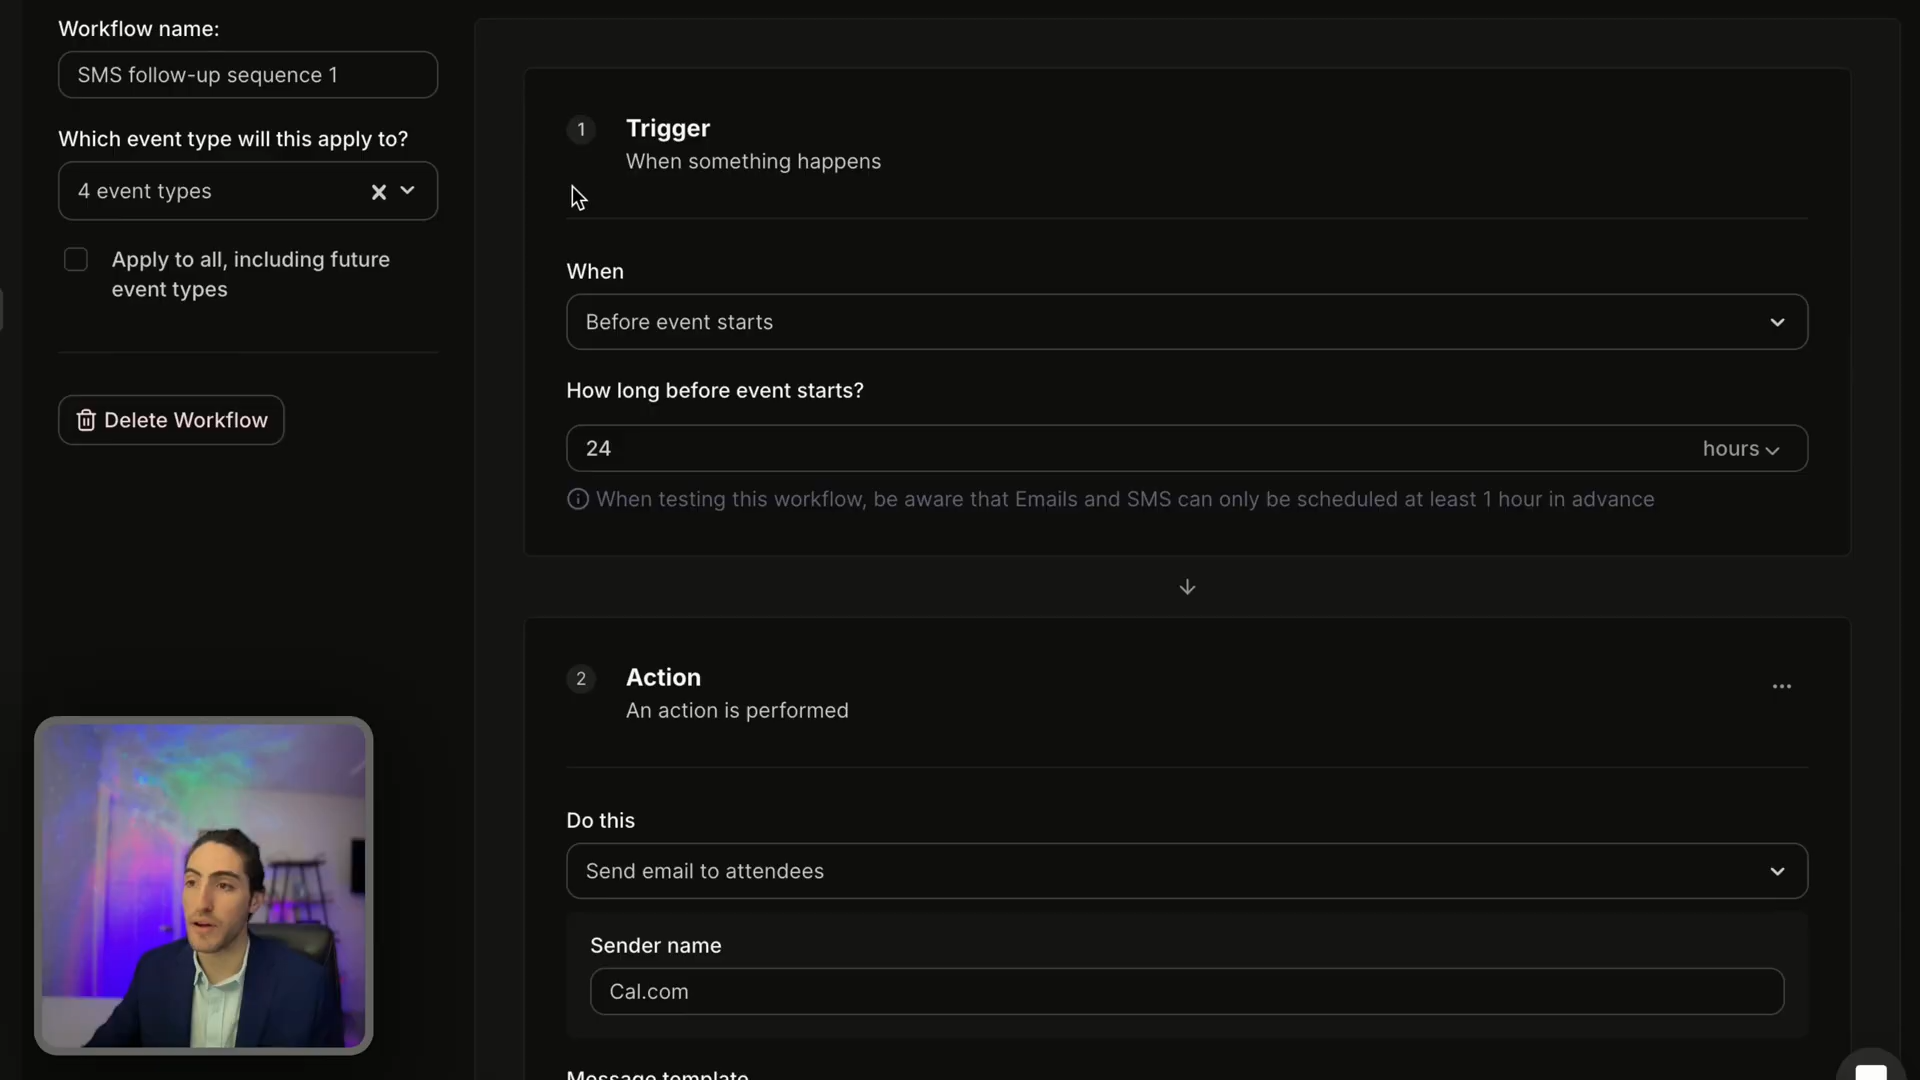 Workflow name:
SMS follow-up sequence 1
Which event type will this apply to?
4 event types
Apply to all, including future
event types
Delete Workflow
1
Trigger
When something happens
When
Before event starts
How long before event starts?
24
hours
When testing this workflow, be aware that Emails and SMS can only be scheduled at least 1 hour in advance
2
Action
An action is performed
Do this
Send email to attendees
Sender name
Cal.com
Message template